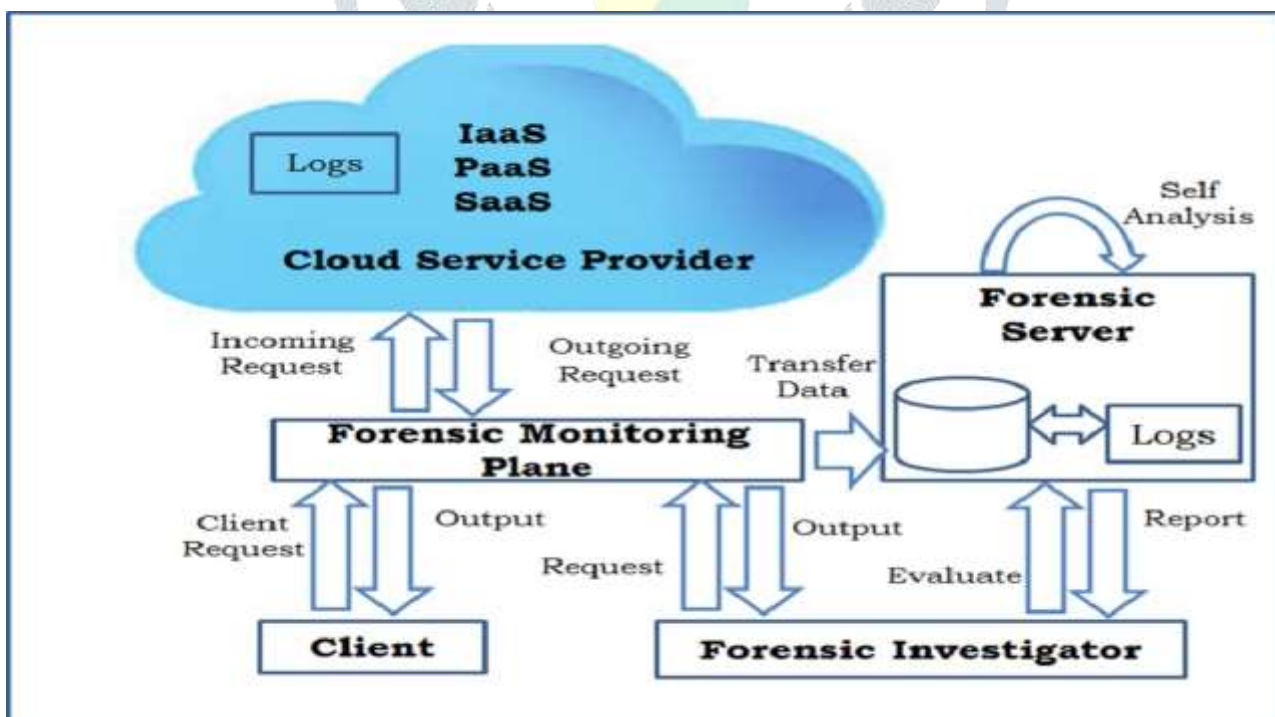 IaaS
Logs
PaaS
SaaS
Cloud Service Provider
Self
Analysis
Forensic
Server
Incoming
Request
Outgoing
Request
Transfer
Data
Logs
Forensic Monitoring
Plane
Client
Request
Output
Request
Output
Evaluate
Report
Client
Forensic Investigator